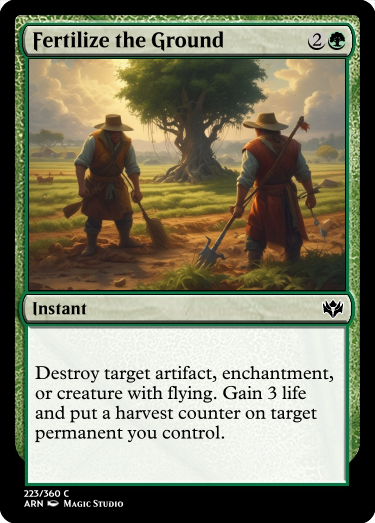 Fertilize the Ground 2
Instant
Destroy target artifact, enchantment,
or creature with flying. Gain 3 life
and put a harvest counter on target
permanent you control.
223/360 C
ARN Magic Studio